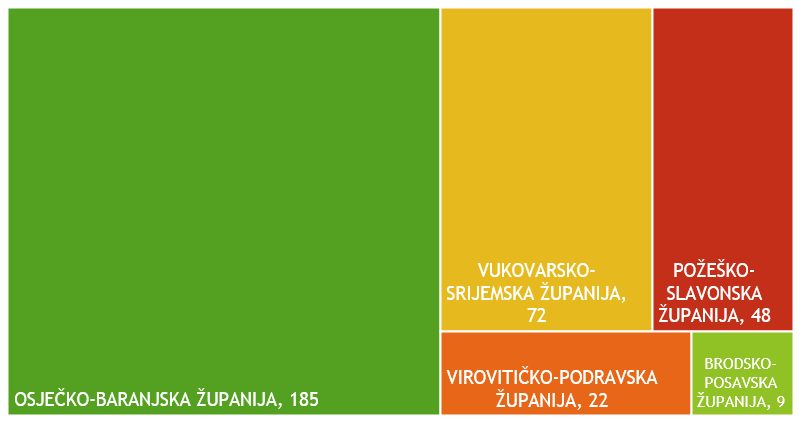 OSJEČKO-BARANJSKA ŽUPANIJA, 185
VUKOVARSKO-
SRIJEMSKA ŽUPANIJA,
72
POŽEŠKO-
SLAVONSKA
ŽUPANIJA, 48
VIROVITIČKO-PODRAVSKA
ŽUPANIJA, 22
BRODSKO-
POSAVSKA
ŽUPANIJA, 9